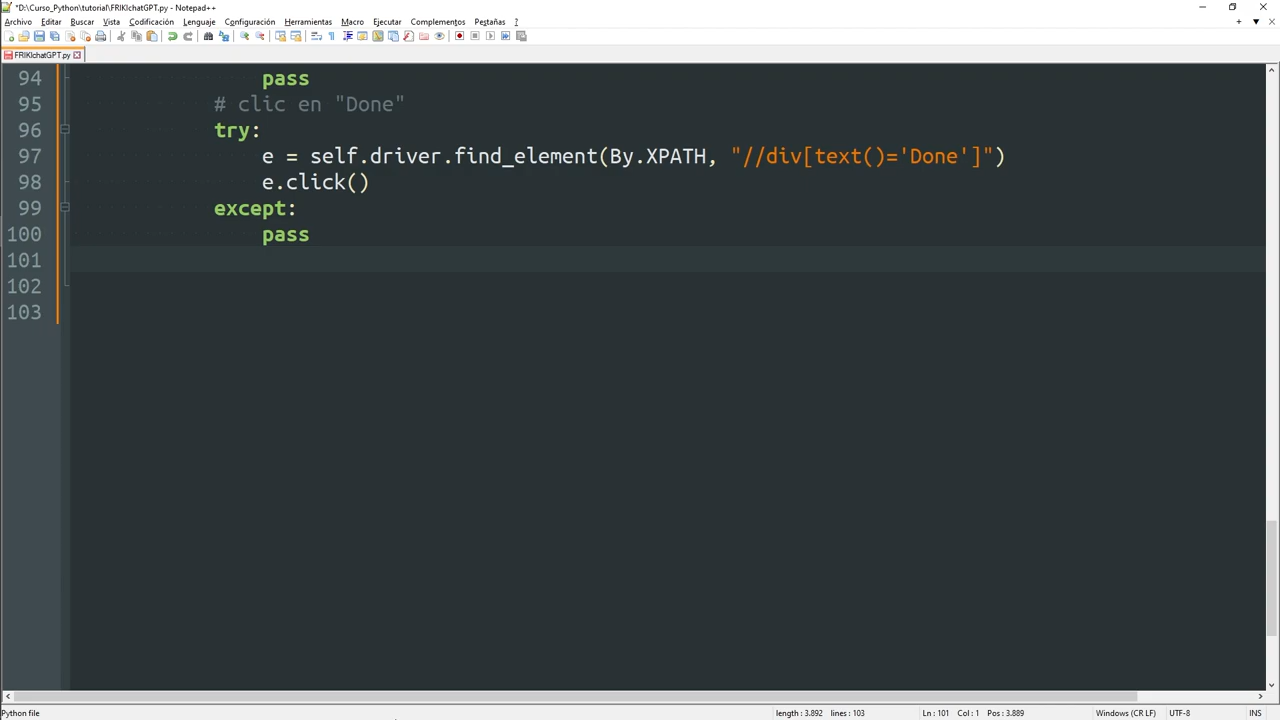 *D:\Curso_Python\tutorial\FRIKIchatGPT.py - Notepad++
Archivo Editar Buscar Vista Codificación Lenguaje Configuración Herramientas Macro Ejecutar Complementos Pestañas ?
FRIKIchatGPT.py
94 pass
95 # clic en "Done"
96 try:
97 e = self.driver.find_element(By.XPATH, "//div[text()='Done']")
98 e.click()
99 except:
100 pass
101
102
103
Python file length : 3.892 lines : 103 Ln : 101 Col : 1 Pos : 3.889 Windows (CR LF) UTF-8 INS